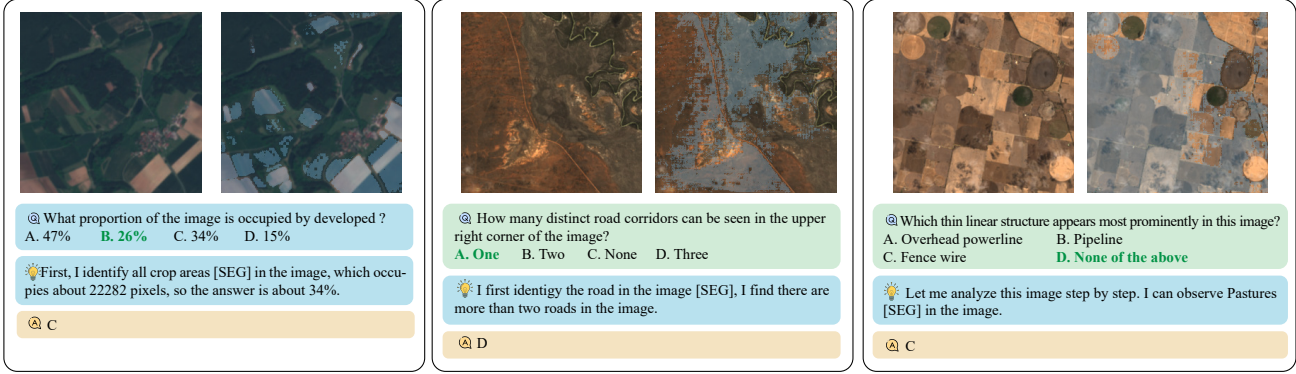 What proportion of the image is occupied by developed ?
A. 47% B. 26% C. 34% D. 15%
First, I identify all crop areas [SEG] in the image, which occu-
pies about 22282 pixels, so the answer is about 34%.
A C
Q How many distinct road corridors can be seen in the upper
right corner of the image?
A. One B. Two C. None D. Three
I first identigy the road in the image [SEG], I find there are
more than two roads in the image.
A D
Q Which thin linear structure appears most prominently in this image?
A. Overhead powerline B. Pipeline
C. Fence wire D. None of the above
Let me analyze this image step by step. I can observe Pastures
[SEG] in the image.
A C